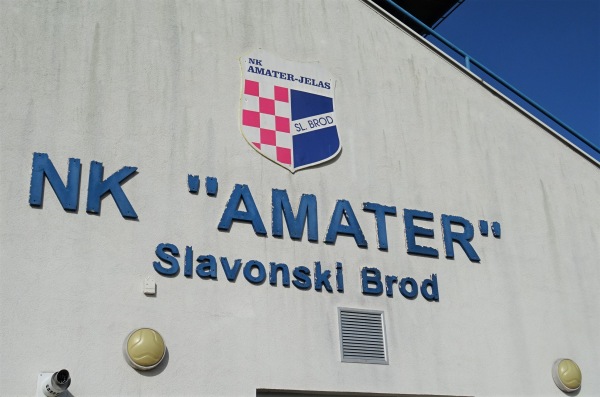 NK
AMATER-JELAS
SL. BROD
NK "AMATER"
Slavonski Brod